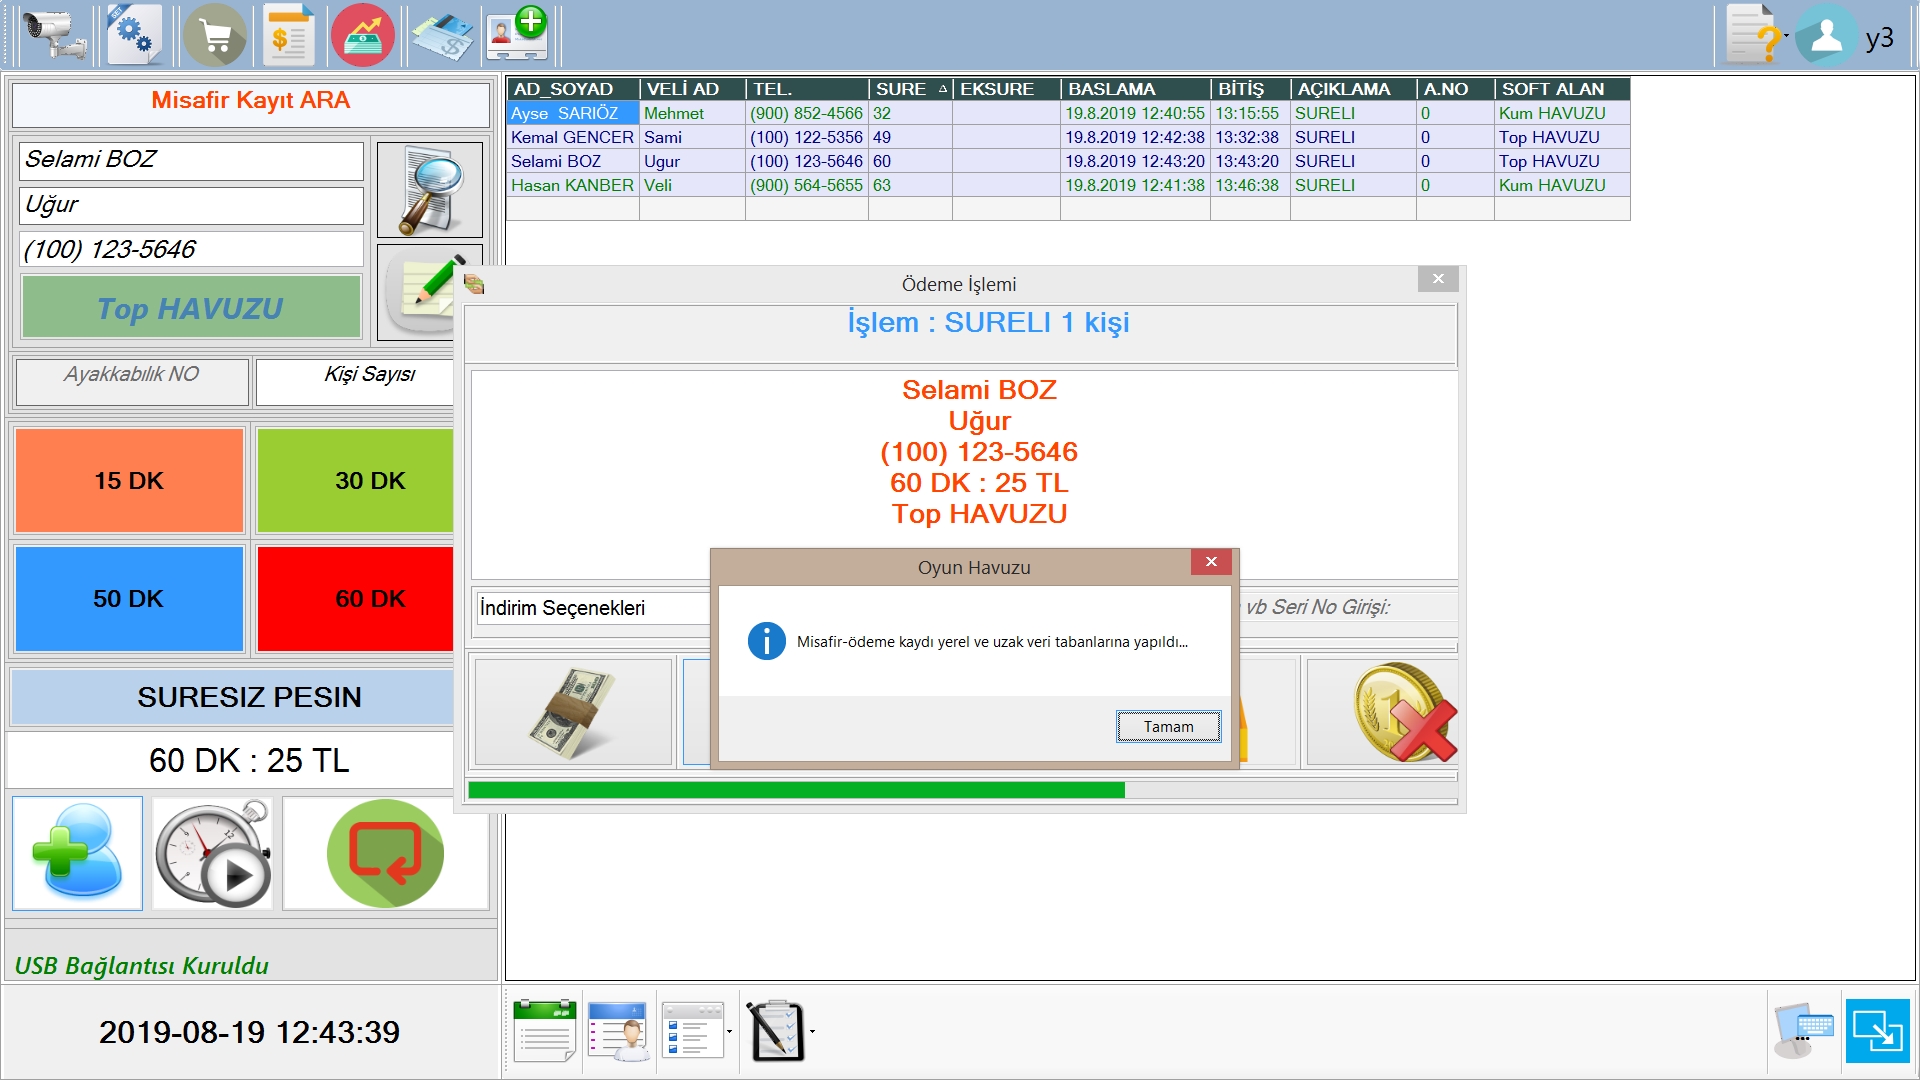 y3
Misafir Kayıt ARA
Selami BOZ
Uğur
(100) 123-5646
Top HAVUZU
Ayakkabılık NO
Kişi Sayısı
15 DK
30 DK
50 DK
60 DK
SURESIZ PESIN
60 DK : 25 TL
USB Bağlantısı Kuruldu
2019-08-19 12:43:39
AD_SOYAD VELİ AD TEL. SURE EKSURE BASLAMA BİTİŞ AÇIKLAMA A.NO SOFT ALAN
Ayse SARIÖZ Mehmet (900) 852-4566 32 19.8.2019 12:40:55 13:15:55 SURELI 0 Kum HAVUZU
Kemal GENCER Sami (100) 122-5356 49 19.8.2019 12:42:38 13:32:38 SURELI 0 Top HAVUZU
Selami BOZ Ugur (100) 123-5646 60 19.8.2019 12:43:20 13:43:20 SURELI 0 Top HAVUZU
Hasan KANBER Veli (900) 564-5655 63 19.8.2019 12:41:38 13:46:38 SURELI 0 Kum HAVUZU
Ödeme İşlemi
İşlem : SURELI 1 kişi
Selami BOZ
Uğur
(100) 123-5646
60 DK : 25 TL
Top HAVUZU
İndirim Seçenekleri
vb Seri No Girişi:
Oyun Havuzu
Misafir-ödeme kaydı yerel ve uzak veri tabanlarına yapıldı...
Tamam